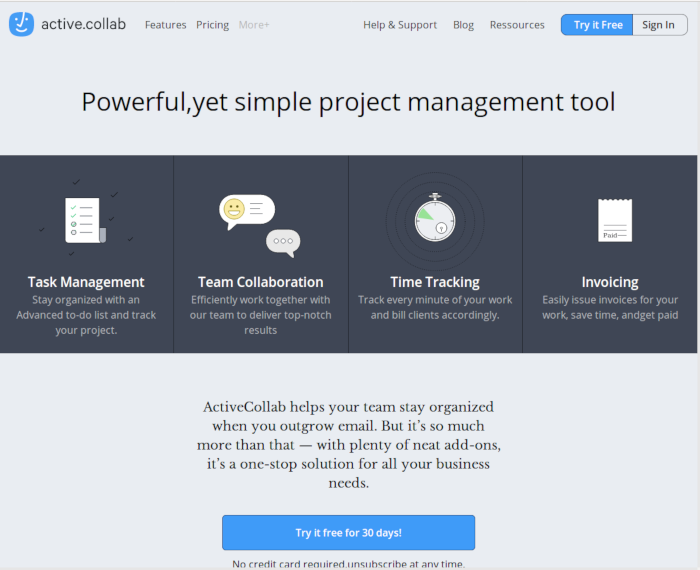 active.collab Features Pricing More+ Help & Support Blog Ressources Try it Free Sign In
Powerful,yet simple project management tool
Paid
Task Management
Stay organized with an
Advanced to-do list and track
your project.
Team Collaboration
Efficiently work together with
our team to deliver top-notch
results
Time Tracking
Track every minute of your work
and bill clients accordingly.
Invoicing
Easily issue invoices for your
work, save time, andget paid
ActiveCollab helps your team stay organized
when you outgrow email. But it’s so much
more than that — with plenty of neat add-ons,
it’s a one-stop solution for all your business
needs.
Try it free for 30 days!
No credit card required,unsubscribe at any time.